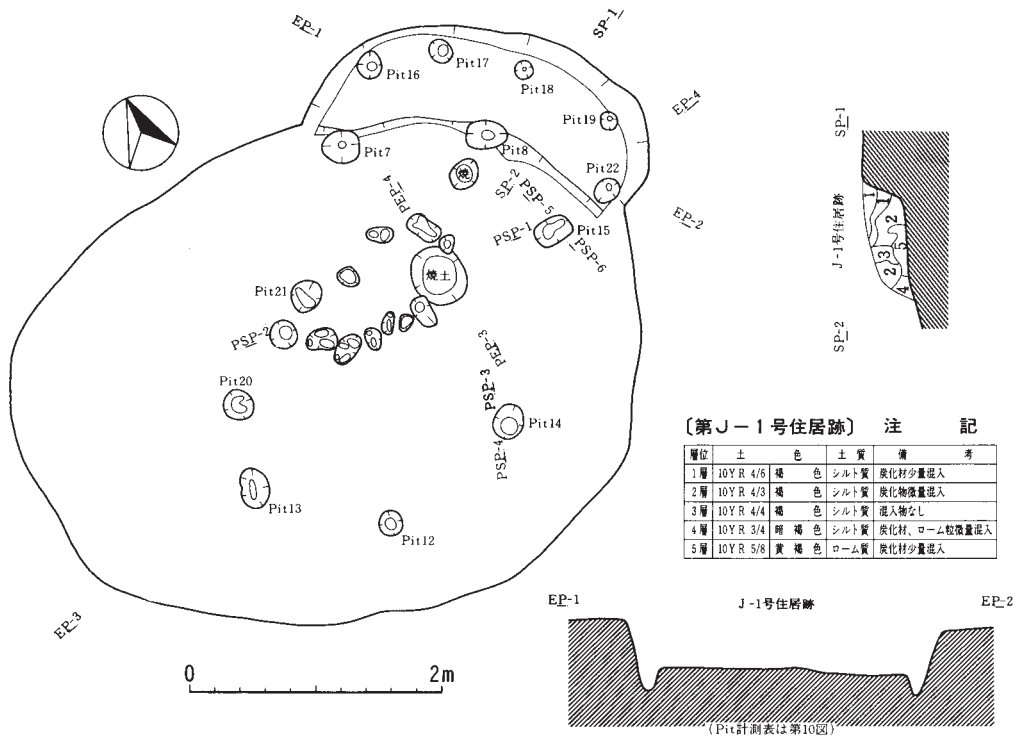 EP-1
SP-1
Pit16
Pit17
Pit18
EP-4
Pit19
Pit7
Pit8
Pit22
焼
PEP-4
SP-2
PSP-5
PSP-1
Pit15
PSP-6
EP-2
焼土
Pit21
PSP-2
PEP-3
Pit20
PSP-3
Pit14
PSP-4
Pit13
Pit12
EP-3
0 2m
SP-1
J-1号住居跡
1
1
2
5
3
2
4
SP-2
〔第J-1号住居跡〕 注 記
層位 土 色 土質 備 考
1層 10YR 4/6 褐 色 シルト質 炭化材少量混入
2層 10YR 4/3 褐 色 シルト質 炭化物微量混入
3層 10YR 4/4 褐 色 シルト質 混入物なし
4層 10YR 3/4 暗褐色 シルト質 炭化材、ローム粒微量混入
5層 10YR 5/8 黄褐色 ローム質 炭化材少量混入
EP-1
J-1号住居跡
EP-2
(Pit計測表は第10図)